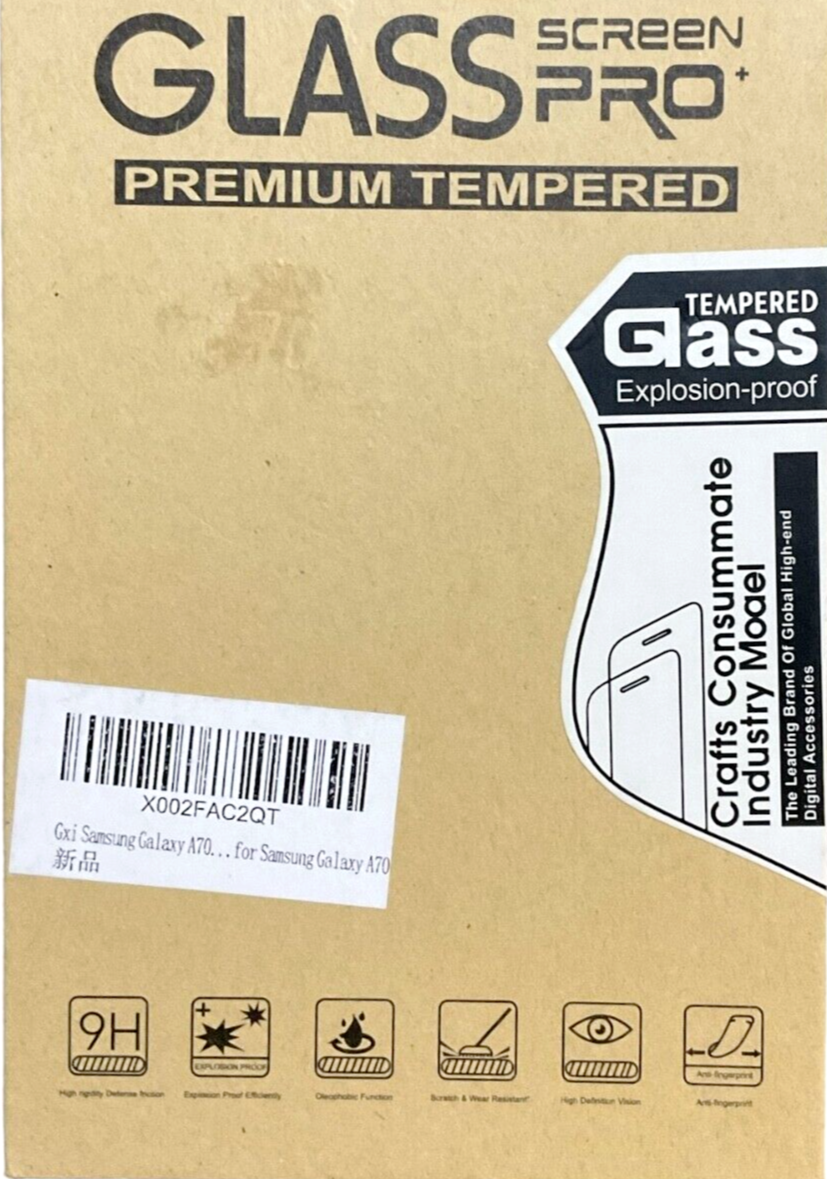 GLASS SCREEN PRO+
PREMIUM TEMPERED
TEMPERED
Glass
Explosion-proof
Crafts Consummate
Industry Moael
The Leading Brand Of Global High-end
Digital Accessories
X002FAC2QT
Gxi Samsung Galaxy A70...for Samsung Galaxy A70
新品
9H
EXPLOSION PROOF
Anti-fingerprint
High rigidity Defense friction
Explosion Proof Efficiently
Oleophobic Function
Scratch & Wear Resistant"
High Definition Vision
Anti-fingerprint